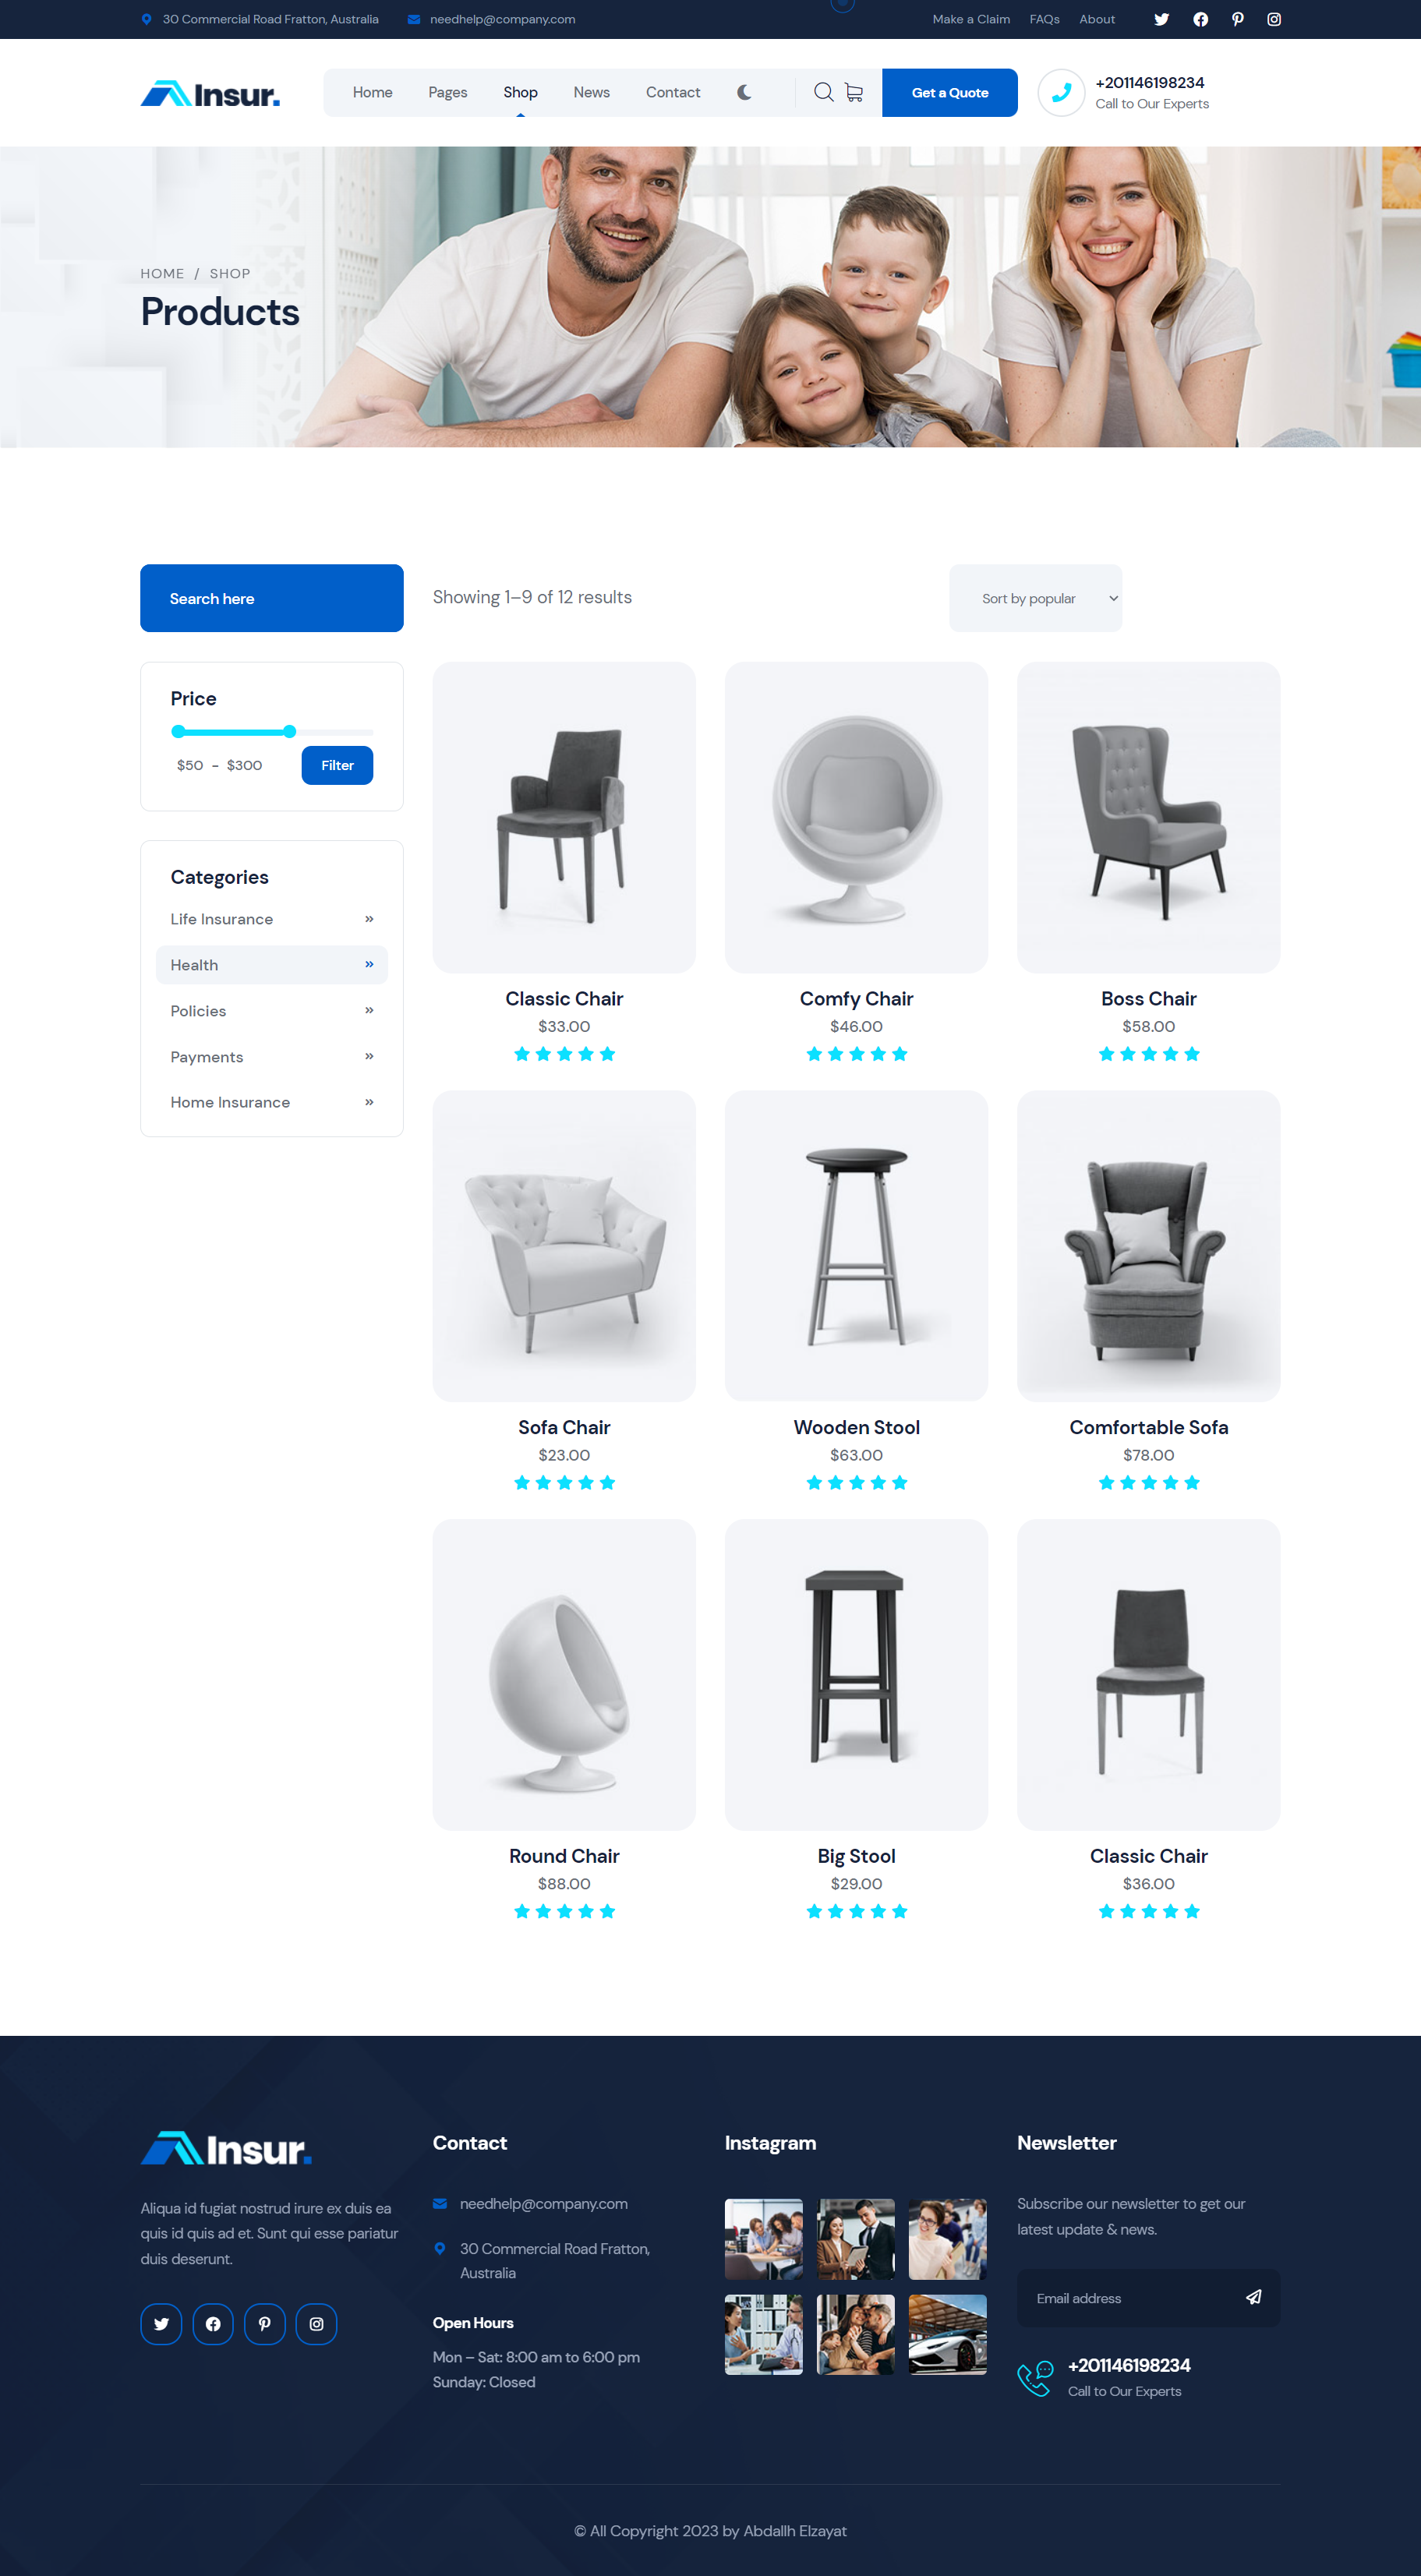 30 Commercial Road Fratton, Australia
needhelp@company.com
Make a Claim
FAQs
About
Insur.
Home
Pages
Shop
News
Contact
Get a Quote
+201146198234
Call to Our Experts
HOME / SHOP
Products
Search here
Showing 1–9 of 12 results
Sort by popular
Price
$50 - $300
Filter
Categories
Life Insurance
Health
Policies
Payments
Home Insurance
Classic Chair
$33.00
Comfy Chair
$46.00
Boss Chair
$58.00
Sofa Chair
$23.00
Wooden Stool
$63.00
Comfortable Sofa
$78.00
Round Chair
$88.00
Big Stool
$29.00
Classic Chair
$36.00
Insur.
Aliqua id fugiat nostrud irure ex duis ea
quis id quis ad et. Sunt qui esse pariatur
duis deserunt.
Contact
needhelp@company.com
30 Commercial Road Fratton,
Australia
Open Hours
Mon – Sat: 8:00 am to 6:00 pm
Sunday: Closed
Instagram
Newsletter
Subscribe our newsletter to get our
latest update & news.
Email address
+201146198234
Call to Our Experts
© All Copyright 2023 by Abdallh Elzayat